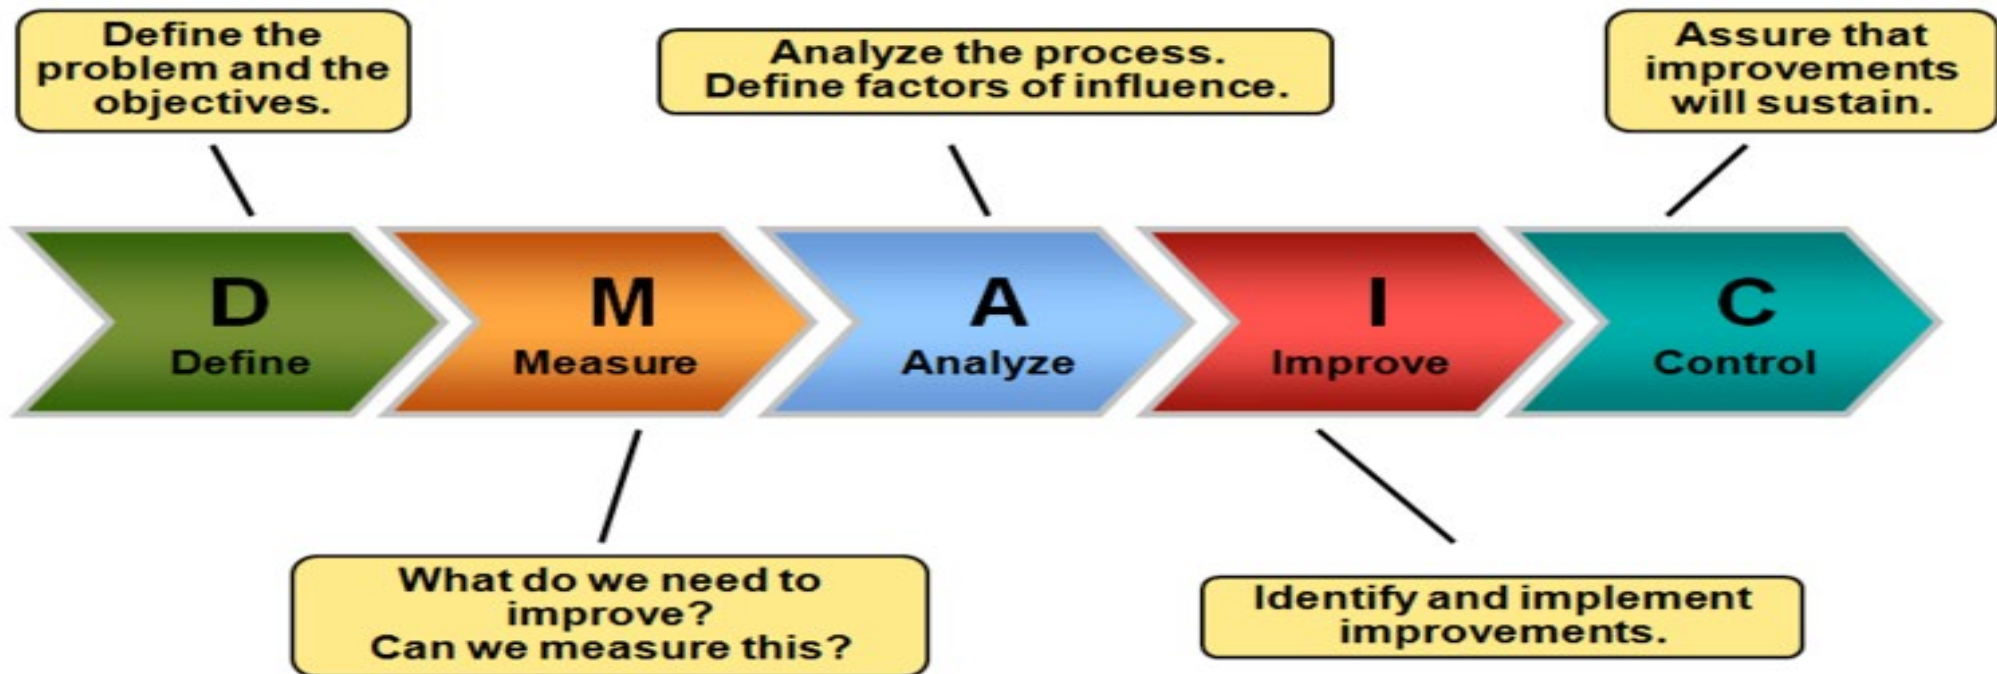 Define the
problem and the
objectives.
Analyze the process.
Define factors of influence.
Assure that
improvements
will sustain.
D
Define
M
Measure
A
Analyze
I
Improve
C
Control
What do we need to
improve?
Can we measure this?
Identify and implement
improvements.